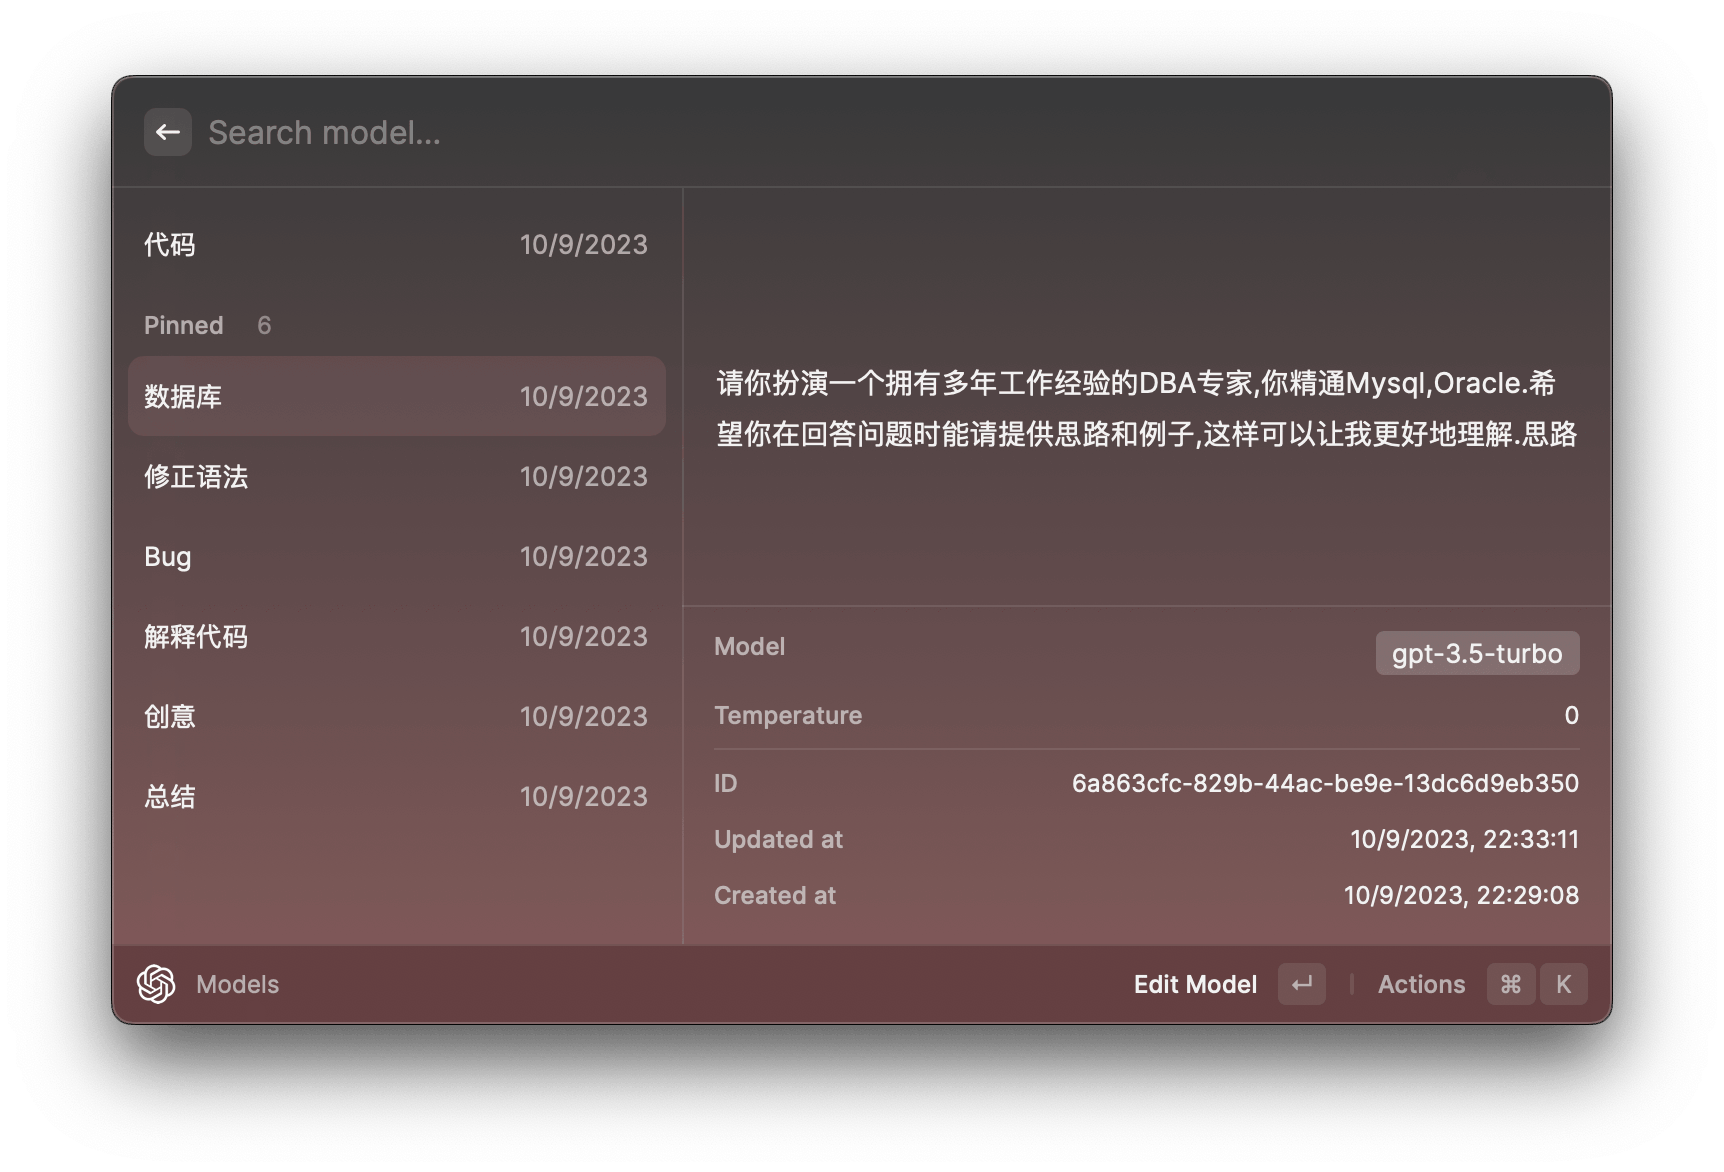 Search model...
代码 10/9/2023
Pinned 6
数据库 10/9/2023
修正语法 10/9/2023
Bug 10/9/2023
解释代码 10/9/2023
创意 10/9/2023
总结 10/9/2023
请你扮演一个拥有多年工作经验的DBA专家,你精通Mysql,Oracle.希
望你在回答问题时能请提供思路和例子,这样可以让我更好地理解.思路
Model gpt-3.5-turbo
Temperature 0
ID 6a863cfc-829b-44ac-be9e-13dc6d9eb350
Updated at 10/9/2023, 22:33:11
Created at 10/9/2023, 22:29:08
Models Edit Model ↵ Actions ⌘ K